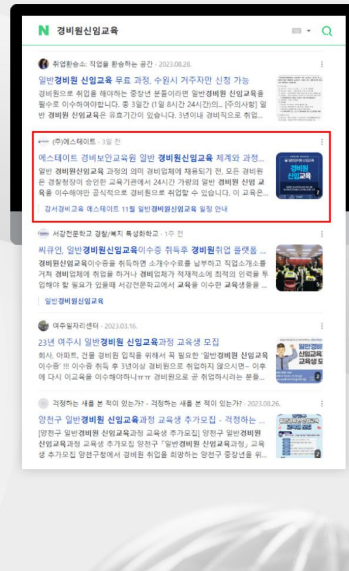 N 경비원신임교육
취업환승소: 직업을 환승하는 공간 · 2023.08.28.
일반경비원 신임교육 무료 과정, 수원시 거주자만 신청 가능
경비원으로 취업을 해야하는 중장년 분들이라면 일반경비원 신임교육을
필수로 이수하여야합니다. 총 3일간 (1일 8시간 24시간)의... [주의사항] 일
반 경비원 신임교육은 유효기간이 있습니다. 3년이내 경비직으로 취업...
(주)에스테이트 · 3일 전
에스테이트 경비보안교육원 일반 경비원신임교육 체계와 과정...
일반 경비원신임교육 과정의 의미 경비업체에 채용되기 전, 모든 경비원
은 경찰청장이 승인한 교육기관에서 24시간 가량의 일반 경비원 신임 교
육을 이수해야만 공식적으로 경비원으로 취업할 수 있습니다. 이 교육은...
경비원
신임교육
강서경비교육 에스테이트 11월 일반경비원신임교육 일정 안내
서강전문학교 경찰/복지 특성화학교 · 1주 전
씨큐인, 일반경비원신임교육이수증 취득후 경비원취업 플랫폼 ...
경비원신임교육이수증을 취득하면 소개수수료를 납부하고 직업소개소를
거쳐 경비업체에 취업을 하거나 경비업체가 적재적소에 최적의 인력을 투
입해야 할 필요가 있을때 서강전문학교에서 교육을 이수한 교육생들을 ...
일반경비원신임교육
여주일자리센터 · 2023.03.16.
23년 여주시 일반경비원신임교육과정 교육생 모집
회사, 아파트, 건물 경비원 입직을 위해서 꼭 필요한 '일반경비원 신임교육
이수증' !!! 이수증 취득 후 3년이상 경비원으로 취업하지 않으시면~ 이후
에 다시 이교육을 이수해야하나ㅠㅠ 경비원으로 곧 취업하시려는 분들...
걱정하는 새를 본 적이 있는가? - 걱정하는 새를 본 적이 있는가? · 2023.08.26.
양천구 일반경비원 신임교육과정 교육생 추가모집 - 걱정하는 ...
[양천구 일반경비원 신임교육과정 교육생 추가모집] 양천구 일반경비원
신임교육과정 교육생 추가모집 양천구 「일반경비원신임교육과정」 교육
생 추가모집 양천구청에서 경비원 취업을 희망하는 양천구 중장년을 위...